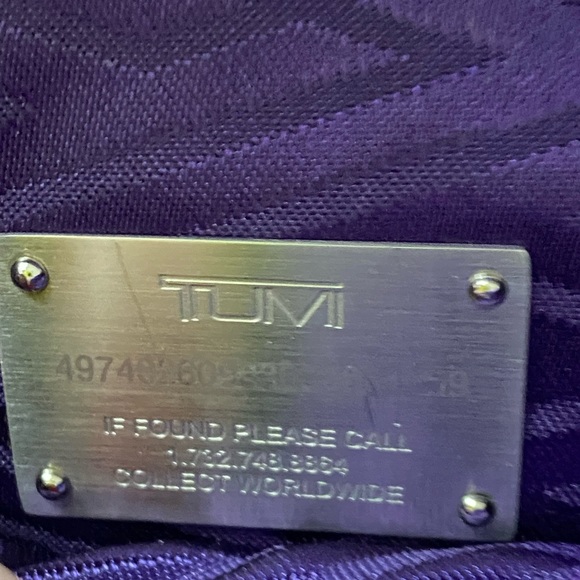 TUMI
IF FOUND PLEASE CALL
1.732.748.8864
COLLECT WORLDWIDE